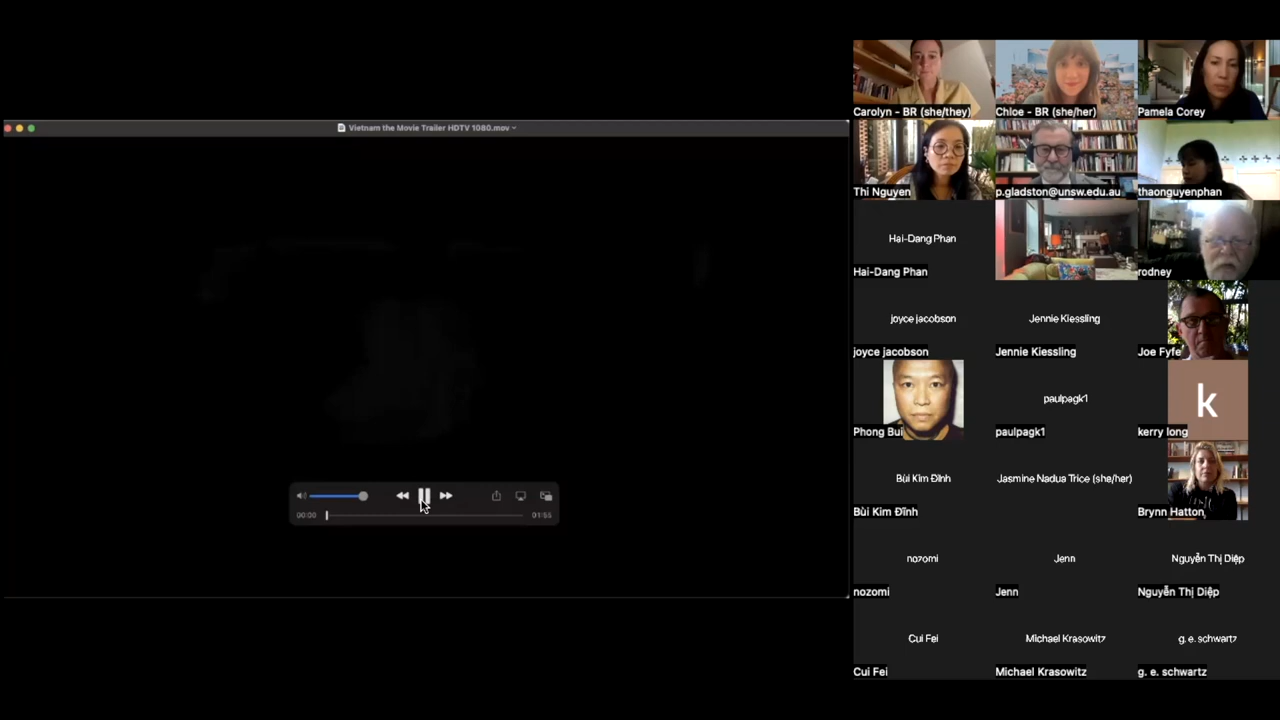 Vietnam the Movie Trailer HDTV 1080.mov
00:00
01:55
Carolyn - BR (she/they)
Chloe - BR (she/her)
Pamela Corey
Thi Nguyen
p.gladston@unsw.edu.au
thaonguyenphan
Hai-Dang Phan
Hai-Dang Phan
rodney
joyce jacobson
Jennie Kiessling
joyce jacobson
Jennie Kiessling
Joe Fyfe
paulpagk1
k
Phong Bui
paulpagk1
kerry long
Bùi Kim Đĩnh
Jasmine Nadua Trice (she/her)
Bùi Kim Đĩnh
Brynn Hatton
nozomi
Jenn
Nguyễn Thị Diệp
nozomi
Jenn
Nguyễn Thị Diệp
Cui Fei
Michael Krasowitz
g. e. schwartz
Cui Fei
Michael Krasowitz
g. e. schwartz